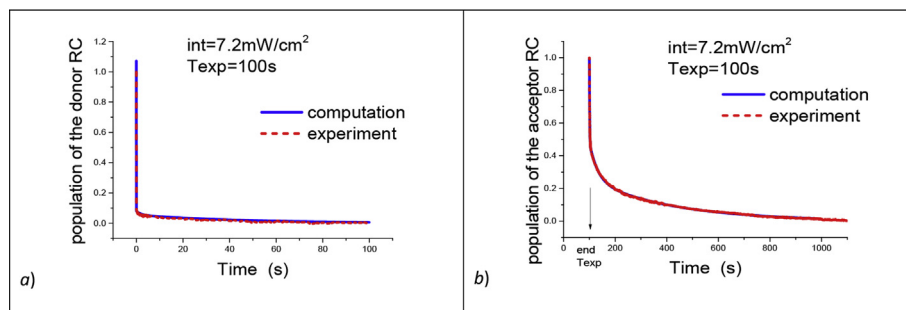 int=7.2mW/cm²
Texp=100s
computation
experiment
population of the donor RC
1.2
1.0
0.8
0.6
0.4
0.2
0.0
0 20 40 60 80 100
Time (s)
a)
int=7.2mW/cm²
Texp=100s
computation
experiment
population of the acceptor RC
1.0
0.8
0.6
0.4
0.2
0.0
0 200 400 600 800 1000
end
Texp
Time (s)
b)